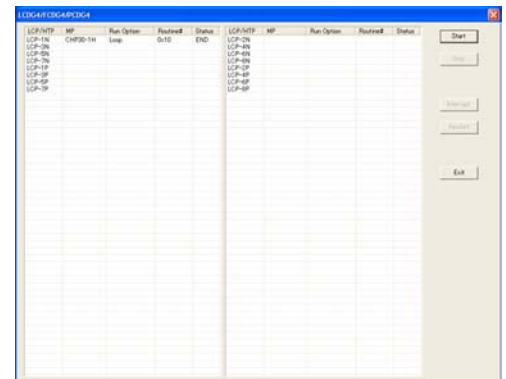 LCDG4/FCDG4/PCDG4
LCP/HTP MP Run Option Routine# Status
LCP-1N CHP30-1H Loop 0x10 END
LCP-3N
LCP-5N
LCP-7N
LCP-1P
LCP-3P
LCP-5P
LCP-7P
LCP/HTP MP Run Option Routine# Status
LCP-2N
LCP-4N
LCP-6N
LCP-8N
LCP-2P
LCP-4P
LCP-6P
LCP-8P
Start
Stop
Interrupt
Restart
Exit